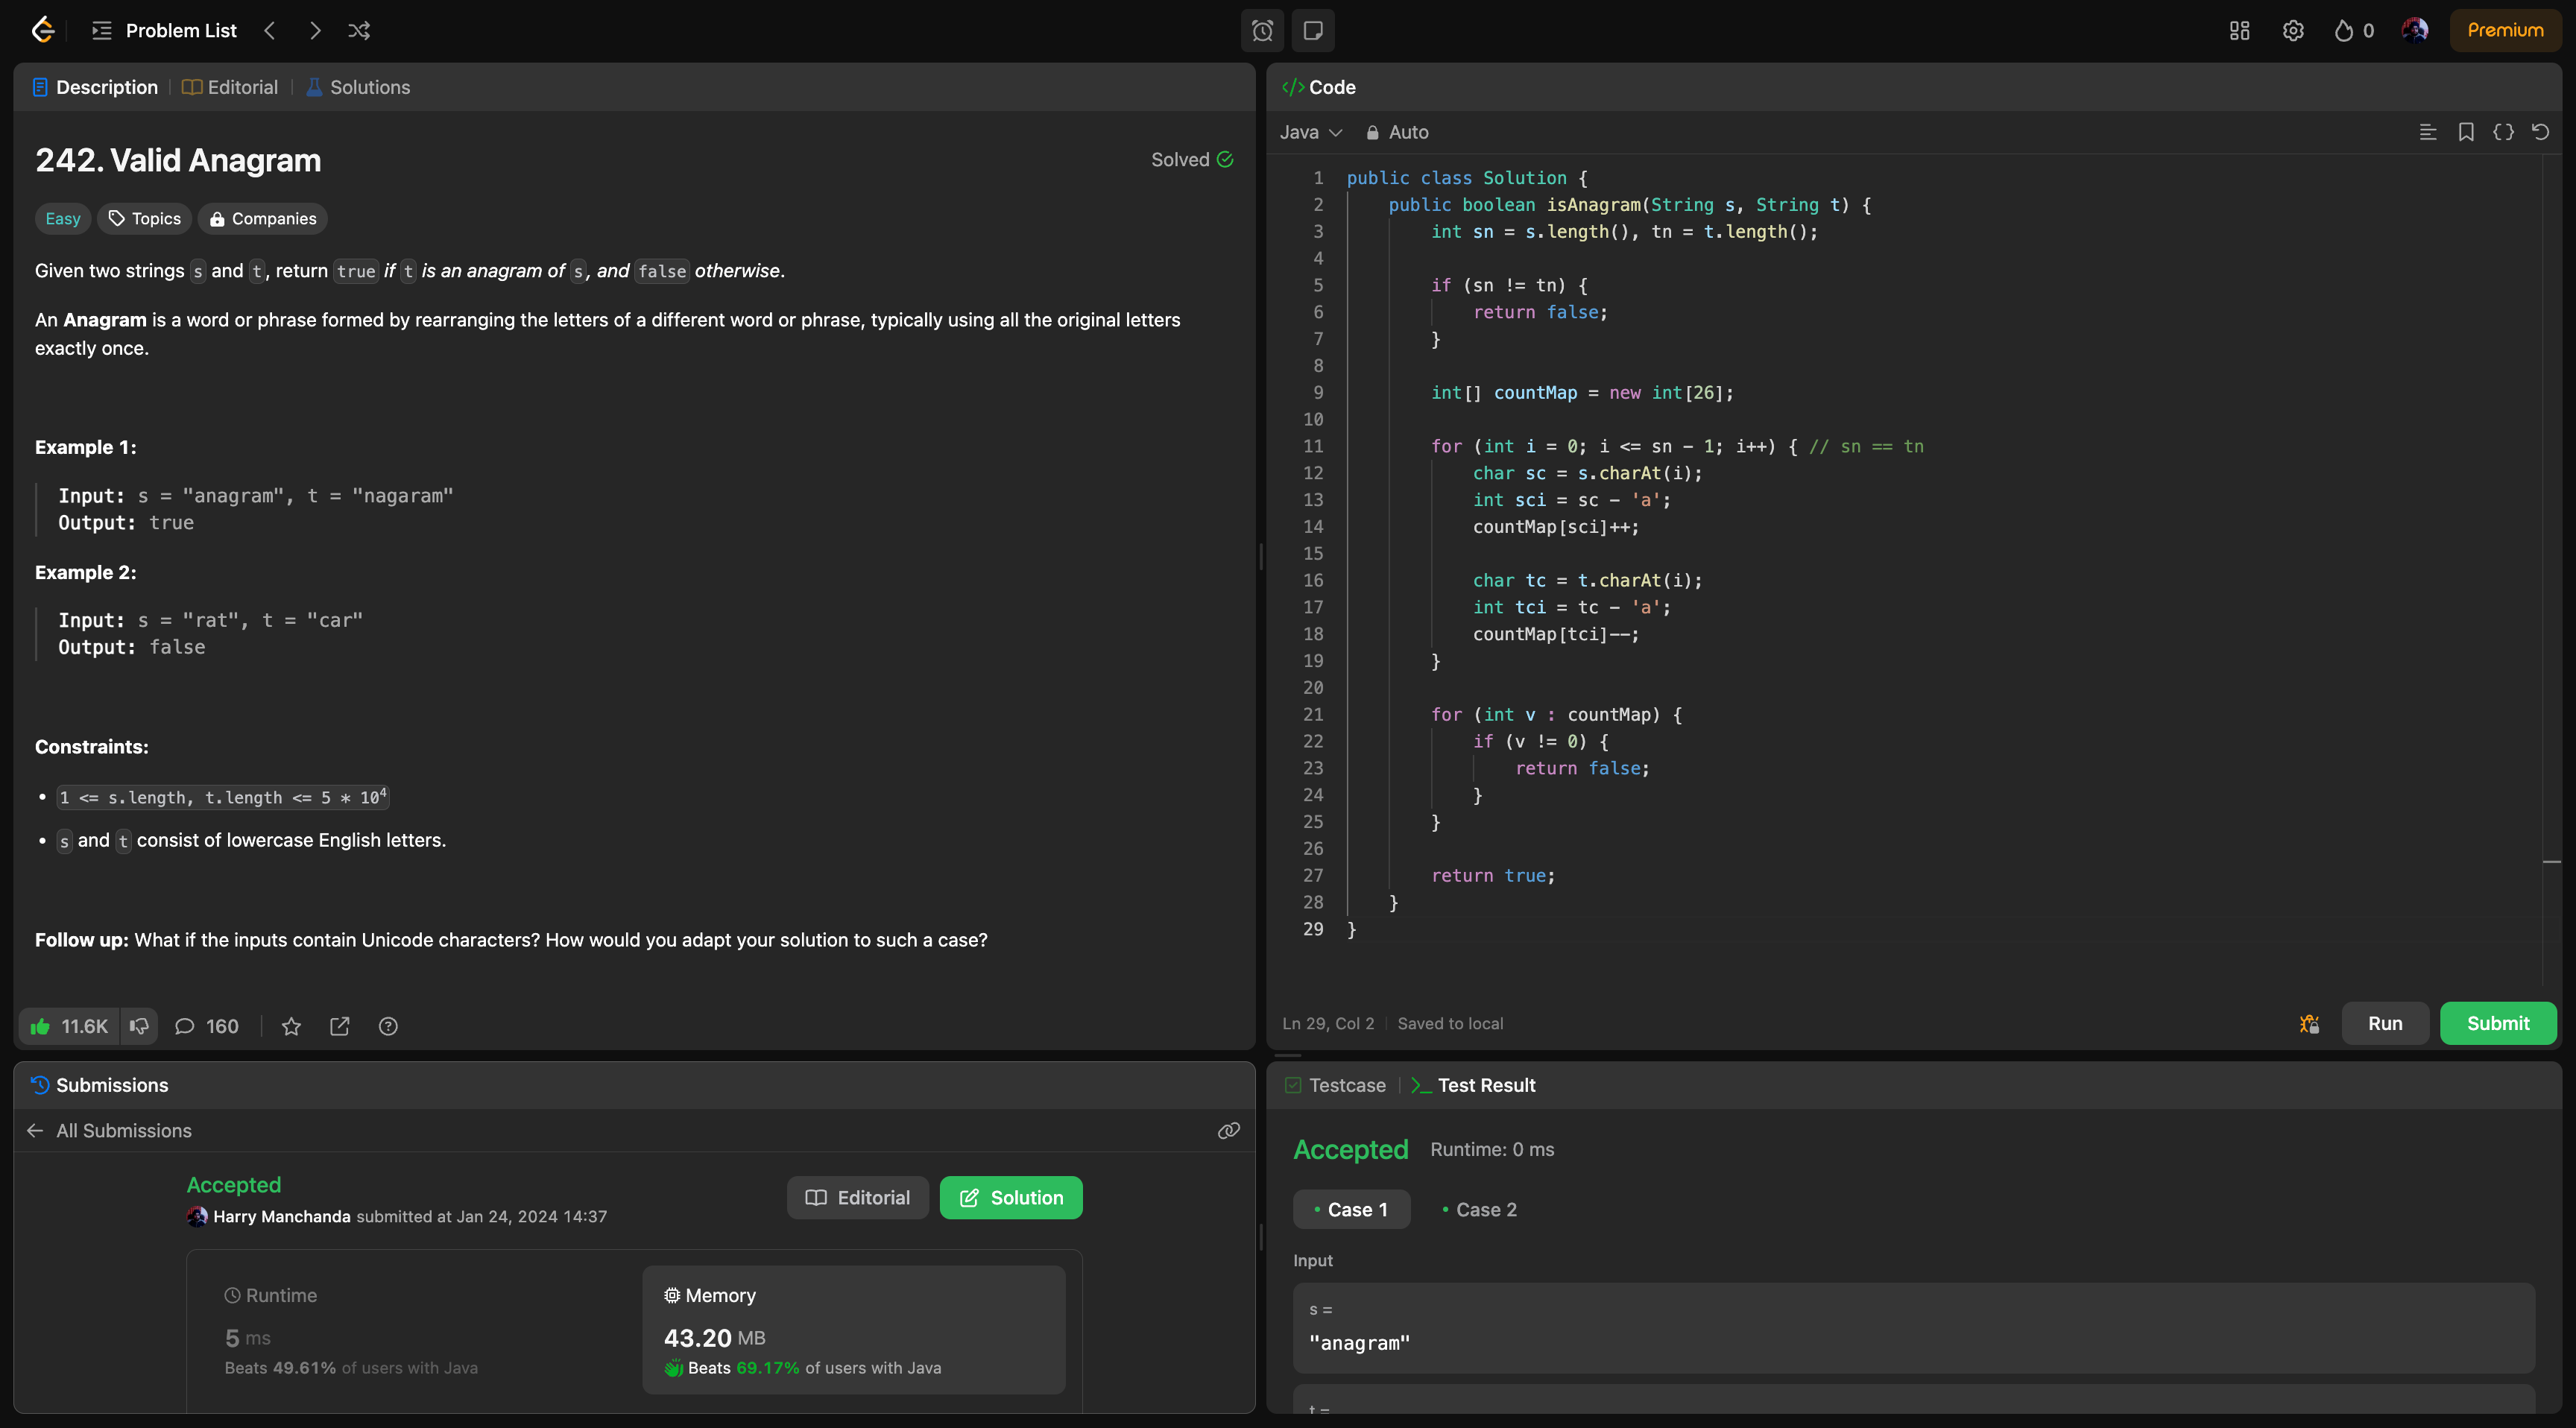 Problem List
0
Premium
Description
Editorial
Solutions
242. Valid Anagram
Solved
Easy
Topics
Companies
Given two strings s and t, return true if t is an anagram of s, and false otherwise.
An Anagram is a word or phrase formed by rearranging the letters of a different word or phrase, typically using all the original letters
exactly once.
Example 1:
Input: s = "anagram", t = "nagaram"
Output: true
Example 2:
Input: s = "rat", t = "car"
Output: false
Constraints:
• 1 <= s.length, t.length <= 5 * 10⁴
• s and t consist of lowercase English letters.
Follow up: What if the inputs contain Unicode characters? How would you adapt your solution to such a case?
11.6K
160
</> Code
Java
Auto
1 public class Solution {
2     public boolean isAnagram(String s, String t) {
3         int sn = s.length(), tn = t.length();
4
5         if (sn != tn) {
6             return false;
7         }
8
9         int[] countMap = new int[26];
10
11         for (int i = 0; i <= sn - 1; i++) { // sn == tn
12             char sc = s.charAt(i);
13             int sci = sc - 'a';
14             countMap[sci]++;
15
16             char tc = t.charAt(i);
17             int tci = tc - 'a';
18             countMap[tci]--;
19         }
20
21         for (int v : countMap) {
22             if (v != 0) {
23                 return false;
24             }
25         }
26
27         return true;
28     }
29 }
Ln 29, Col 2
Saved to local
Run
Submit
Submissions
All Submissions
Accepted
Harry Manchanda submitted at Jan 24, 2024 14:37
Editorial
Solution
Runtime
5 ms
Beats 49.61% of users with Java
Memory
43.20 MB
Beats 69.17% of users with Java
Testcase
Test Result
Accepted
Runtime: 0 ms
• Case 1
• Case 2
Input
s =
"anagram"
t =